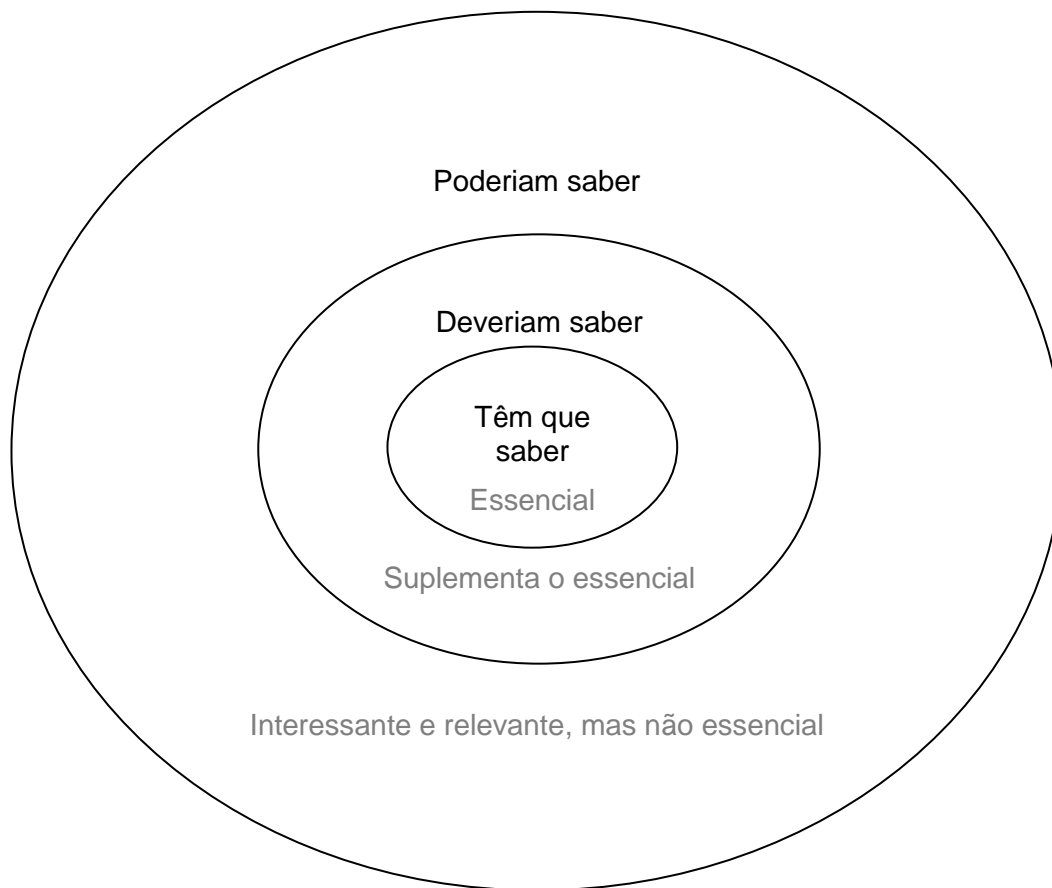 Poderiam saber
Deveriam saber
Têm que
saber
Essencial
Suplementa o essencial
Interessante e relevante, mas não essencial